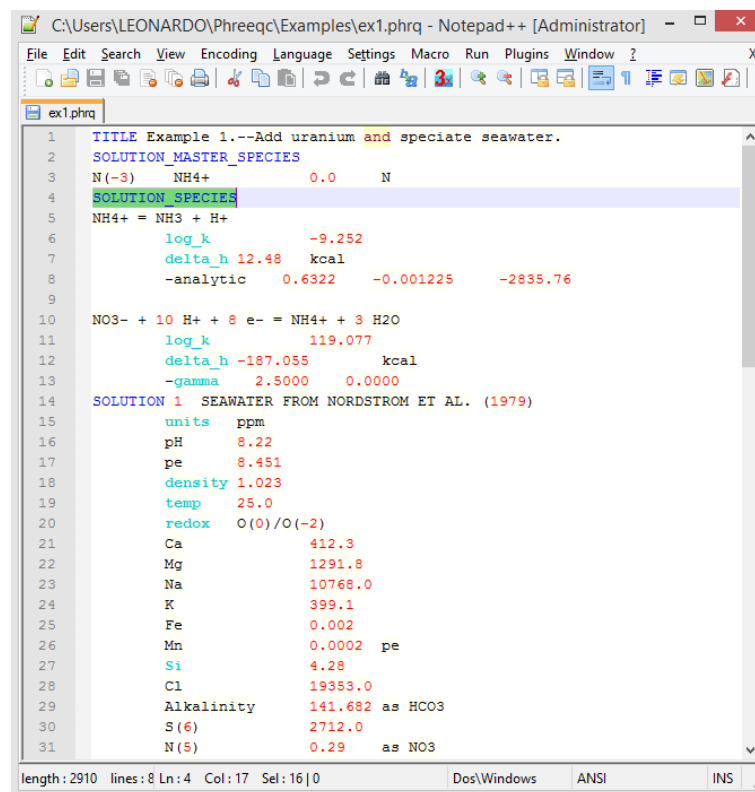 C:\Users\LEONARDO\Phreeqc\Examples\ex1.phrq - Notepad++ [Administrator]
File Edit Search View Encoding Language Settings Macro Run Plugins Window ? X
ex1.phrq
1 TITLE Example 1.--Add uranium and speciate seawater.
2 SOLUTION_MASTER_SPECIES
3 N(-3) NH4+ 0.0 N
4 SOLUTION_SPECIES
5 NH4+ = NH3 + H+
6 log_k -9.252
7 delta_h 12.48 kcal
8 -analytic 0.6322 -0.001225 -2835.76
9
10 NO3- + 10 H+ + 8 e- = NH4+ + 3 H2O
11 log_k 119.077
12 delta_h -187.055 kcal
13 -gamma 2.5000 0.0000
14 SOLUTION 1 SEAWATER FROM NORDSTROM ET AL. (1979)
15 units ppm
16 pH 8.22
17 pe 8.451
18 density 1.023
19 temp 25.0
20 redox O(0)/O(-2)
21 Ca 412.3
22 Mg 1291.8
23 Na 10768.0
24 K 399.1
25 Fe 0.002
26 Mn 0.0002 pe
27 Si 4.28
28 Cl 19353.0
29 Alkalinity 141.682 as HCO3
30 S(6) 2712.0
31 N(5) 0.29 as NO3
length : 2910 lines : 8 Ln : 4 Col : 17 Sel : 16 | 0 Dos\Windows ANSI INS